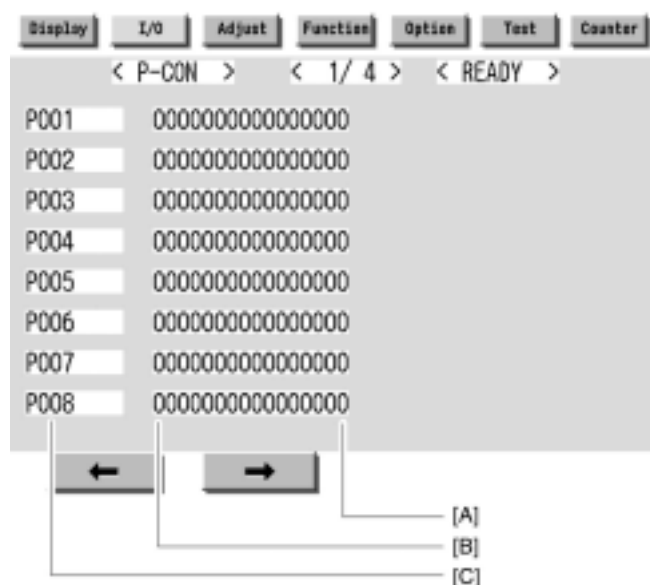 Display I/O Adjust Function Option Test Counter
< P-CON > < 1/ 4 > < READY >
P001 0000000000000000
P002 0000000000000000
P003 0000000000000000
P004 0000000000000000
P005 0000000000000000
P006 0000000000000000
P007 0000000000000000
P008 0000000000000000
[A]
[B]
[C]